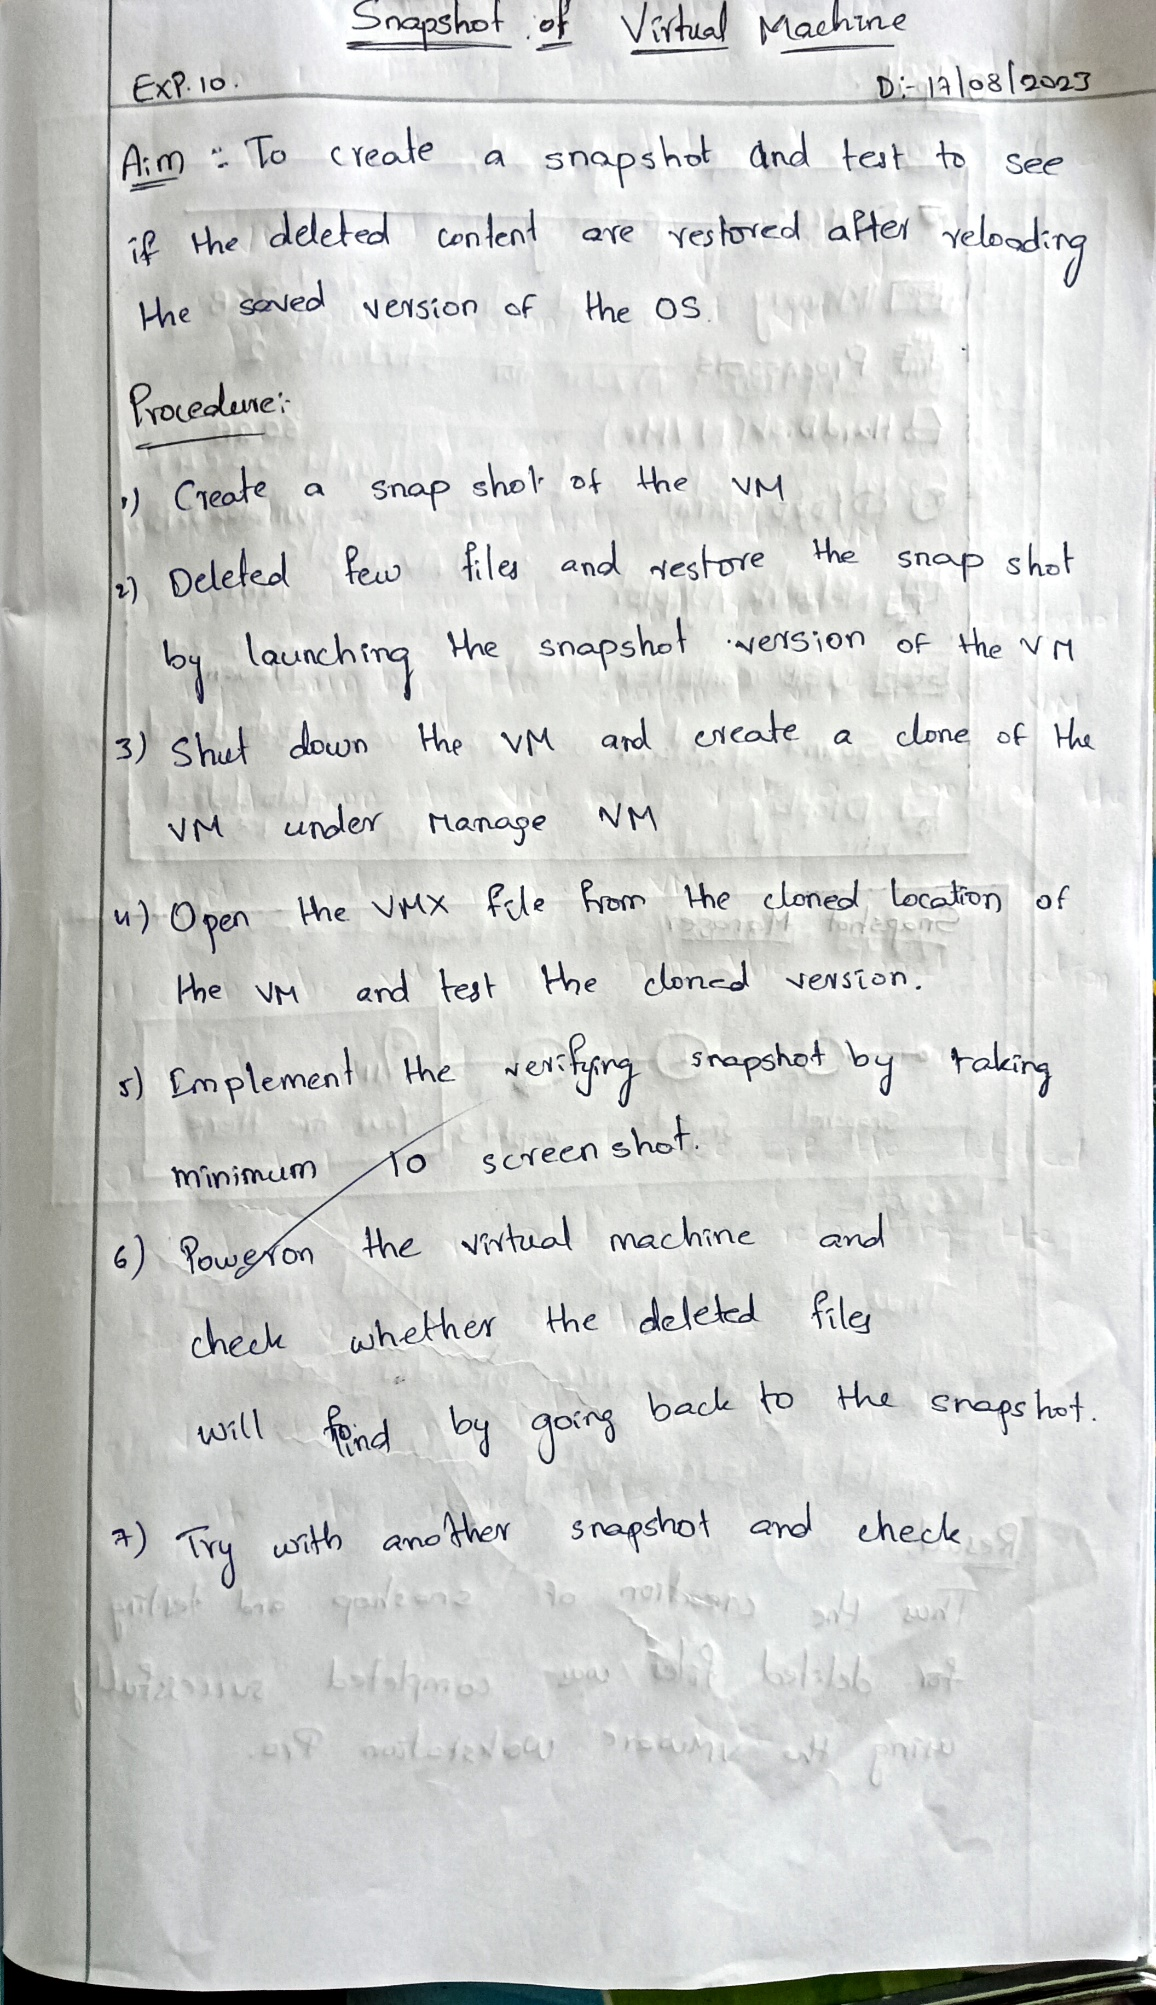 Snapshot of Virtual Machine
EXP. 10.
D:- 17/08/2023
Aim :- To create a snapshot and test to see
if the deleted content are restored after reloading
the saved version of the OS.
Procedure:-
1) Create a snap shot of the VM
2) Deleted few files and restore the snap shot
by launching the snapshot version of the VM
3) Shut down the VM and create a clone of the
VM under Manage VM
4) Open the VMX file from the cloned location of
the VM and test the cloned version.
5) Implement the verifying snapshot by taking
minimum 10 screen shot.
6) Poweron the virtual machine and
check whether the deleted files
will find by going back to the snapshot.
7) Try with another snapshot and check